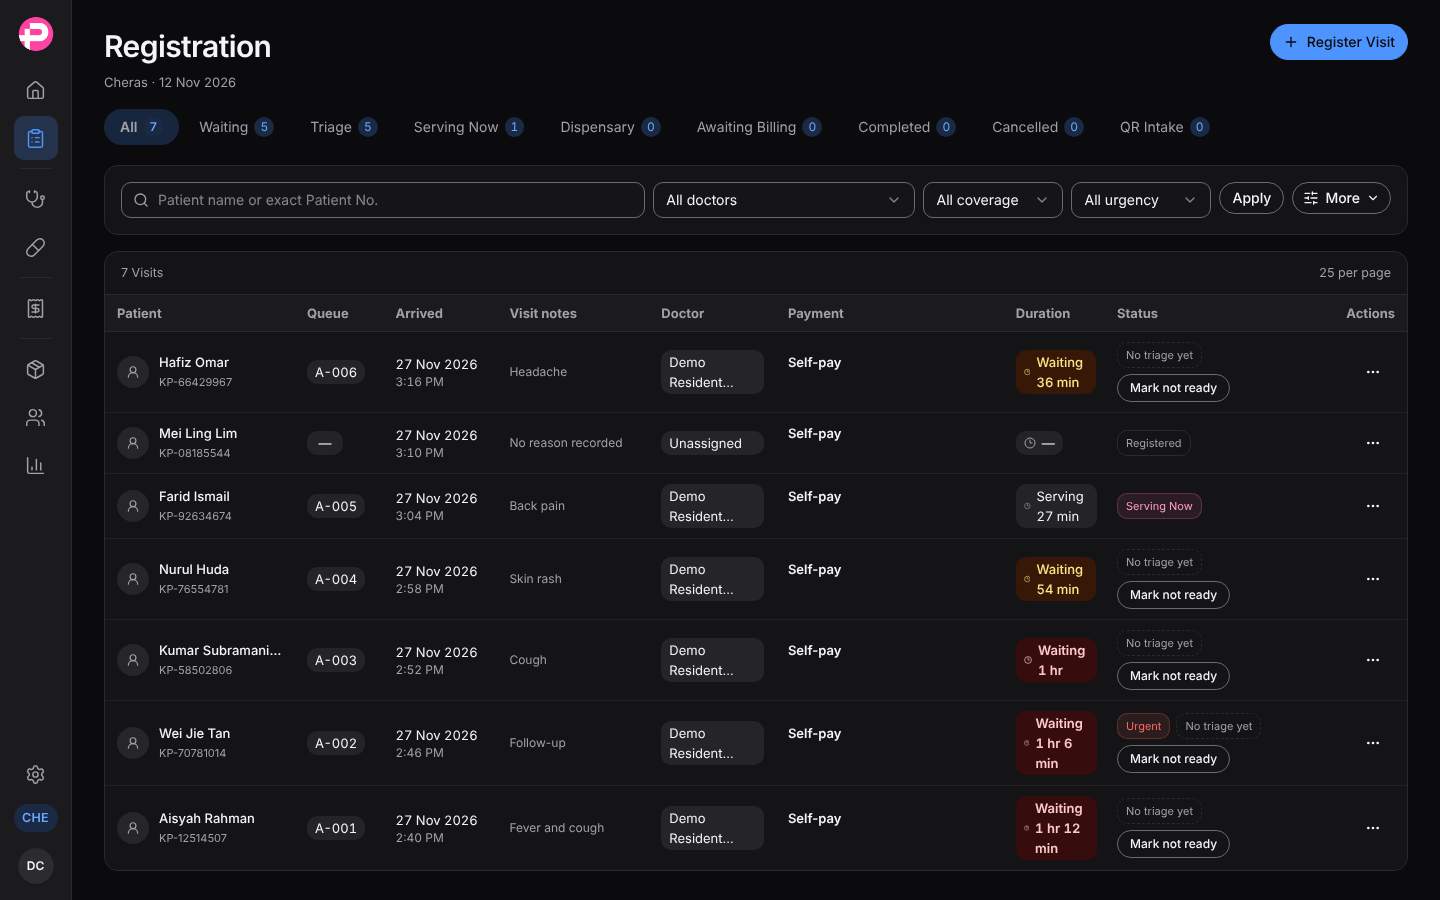 Registration
Register Visit
Cheras · 12 Nov 2026
All 7
Waiting 5
Triage 5
Serving Now 1
Dispensary 0
Awaiting Billing 0
Completed 0
Cancelled 0
QR Intake 0
Patient name or exact Patient No.
All doctors
All coverage
All urgency
Apply
More
7 Visits
25 per page
Patient Queue Arrived Visit notes Doctor Payment Duration Status Actions
Hafiz Omar
KP-66429967
A-006
27 Nov 2026
3:16 PM
Headache
Demo
Resident...
Self-pay
Waiting
36 min
No triage yet
Mark not ready
Mei Ling Lim
KP-08185544
—
27 Nov 2026
3:10 PM
No reason recorded
Unassigned
Self-pay
—
Registered
Farid Ismail
KP-92634674
A-005
27 Nov 2026
3:04 PM
Back pain
Demo
Resident...
Self-pay
Serving
27 min
Serving Now
Nurul Huda
KP-76554781
A-004
27 Nov 2026
2:58 PM
Skin rash
Demo
Resident...
Self-pay
Waiting
54 min
No triage yet
Mark not ready
Kumar Subramani...
KP-58502806
A-003
27 Nov 2026
2:52 PM
Cough
Demo
Resident...
Self-pay
Waiting
1 hr
No triage yet
Mark not ready
Wei Jie Tan
KP-70781014
A-002
27 Nov 2026
2:46 PM
Follow-up
Demo
Resident...
Self-pay
Waiting
1 hr 6
min
Urgent
No triage yet
Mark not ready
Aisyah Rahman
KP-12514507
A-001
27 Nov 2026
2:40 PM
Fever and cough
Demo
Resident...
Self-pay
Waiting
1 hr 12
min
No triage yet
Mark not ready
CHE
DC